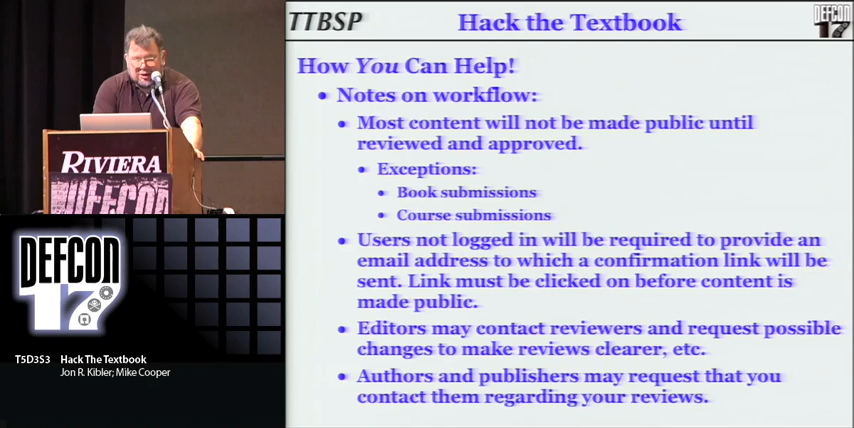 RIVIERA
DEFCON
DEFCON
17
T5D3S3 Hack The Textbook
Jon R. Kibler; Mike Cooper
TTBSP
Hack the Textbook
DEFCON
17
How You Can Help!
• Notes on workflow:
• Most content will not be made public until
reviewed and approved.
• Exceptions:
• Book submissions
• Course submissions
• Users not logged in will be required to provide an
email address to which a confirmation link will be
sent. Link must be clicked on before content is
made public.
• Editors may contact reviewers and request possible
changes to make reviews clearer, etc.
• Authors and publishers may request that you
contact them regarding your reviews.